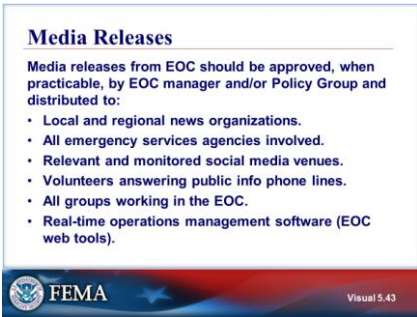 Media Releases
Media releases from EOC should be approved, when
practicable, by EOC manager and/or Policy Group and
distributed to:
• Local and regional news organizations.
• All emergency services agencies involved.
• Relevant and monitored social media venues.
• Volunteers answering public info phone lines.
• All groups working in the EOC.
• Real-time operations management software (EOC
web tools).
FEMA
Visual 5.43